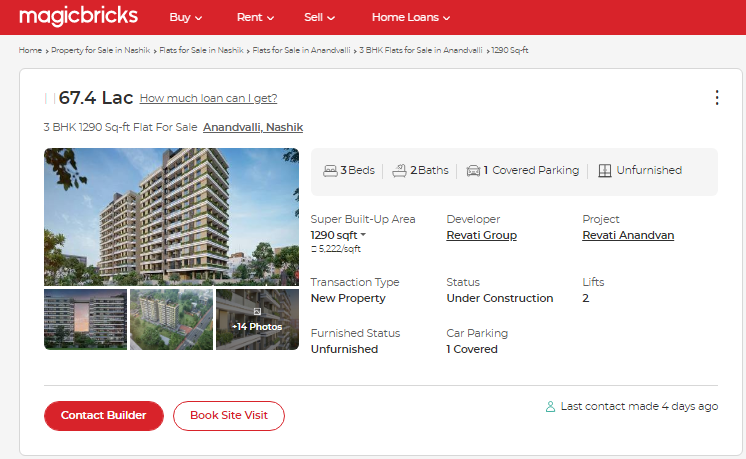 magicbricks Buy Rent Sell Home Loans
Home > Property for Sale in Nashik > Flats for Sale in Nashik > Flats for Sale in Anandvalli > 3 BHK Flats for Sale in Anandvalli > 1290 Sq-ft
67.4 Lac How much loan can I get?
3 BHK 1290 Sq-ft Flat For Sale Anandvalli, Nashik
3 Beds 2 Baths 1 Covered Parking Unfurnished
Super Built-Up Area Developer Project
1290 sqft Revati Group Revati Anandvan
5,222/sqft
Transaction Type Status Lifts
New Property Under Construction 2
+14 Photos
Furnished Status Car Parking
Unfurnished 1 Covered
Contact Builder Book Site Visit Last contact made 4 days ago